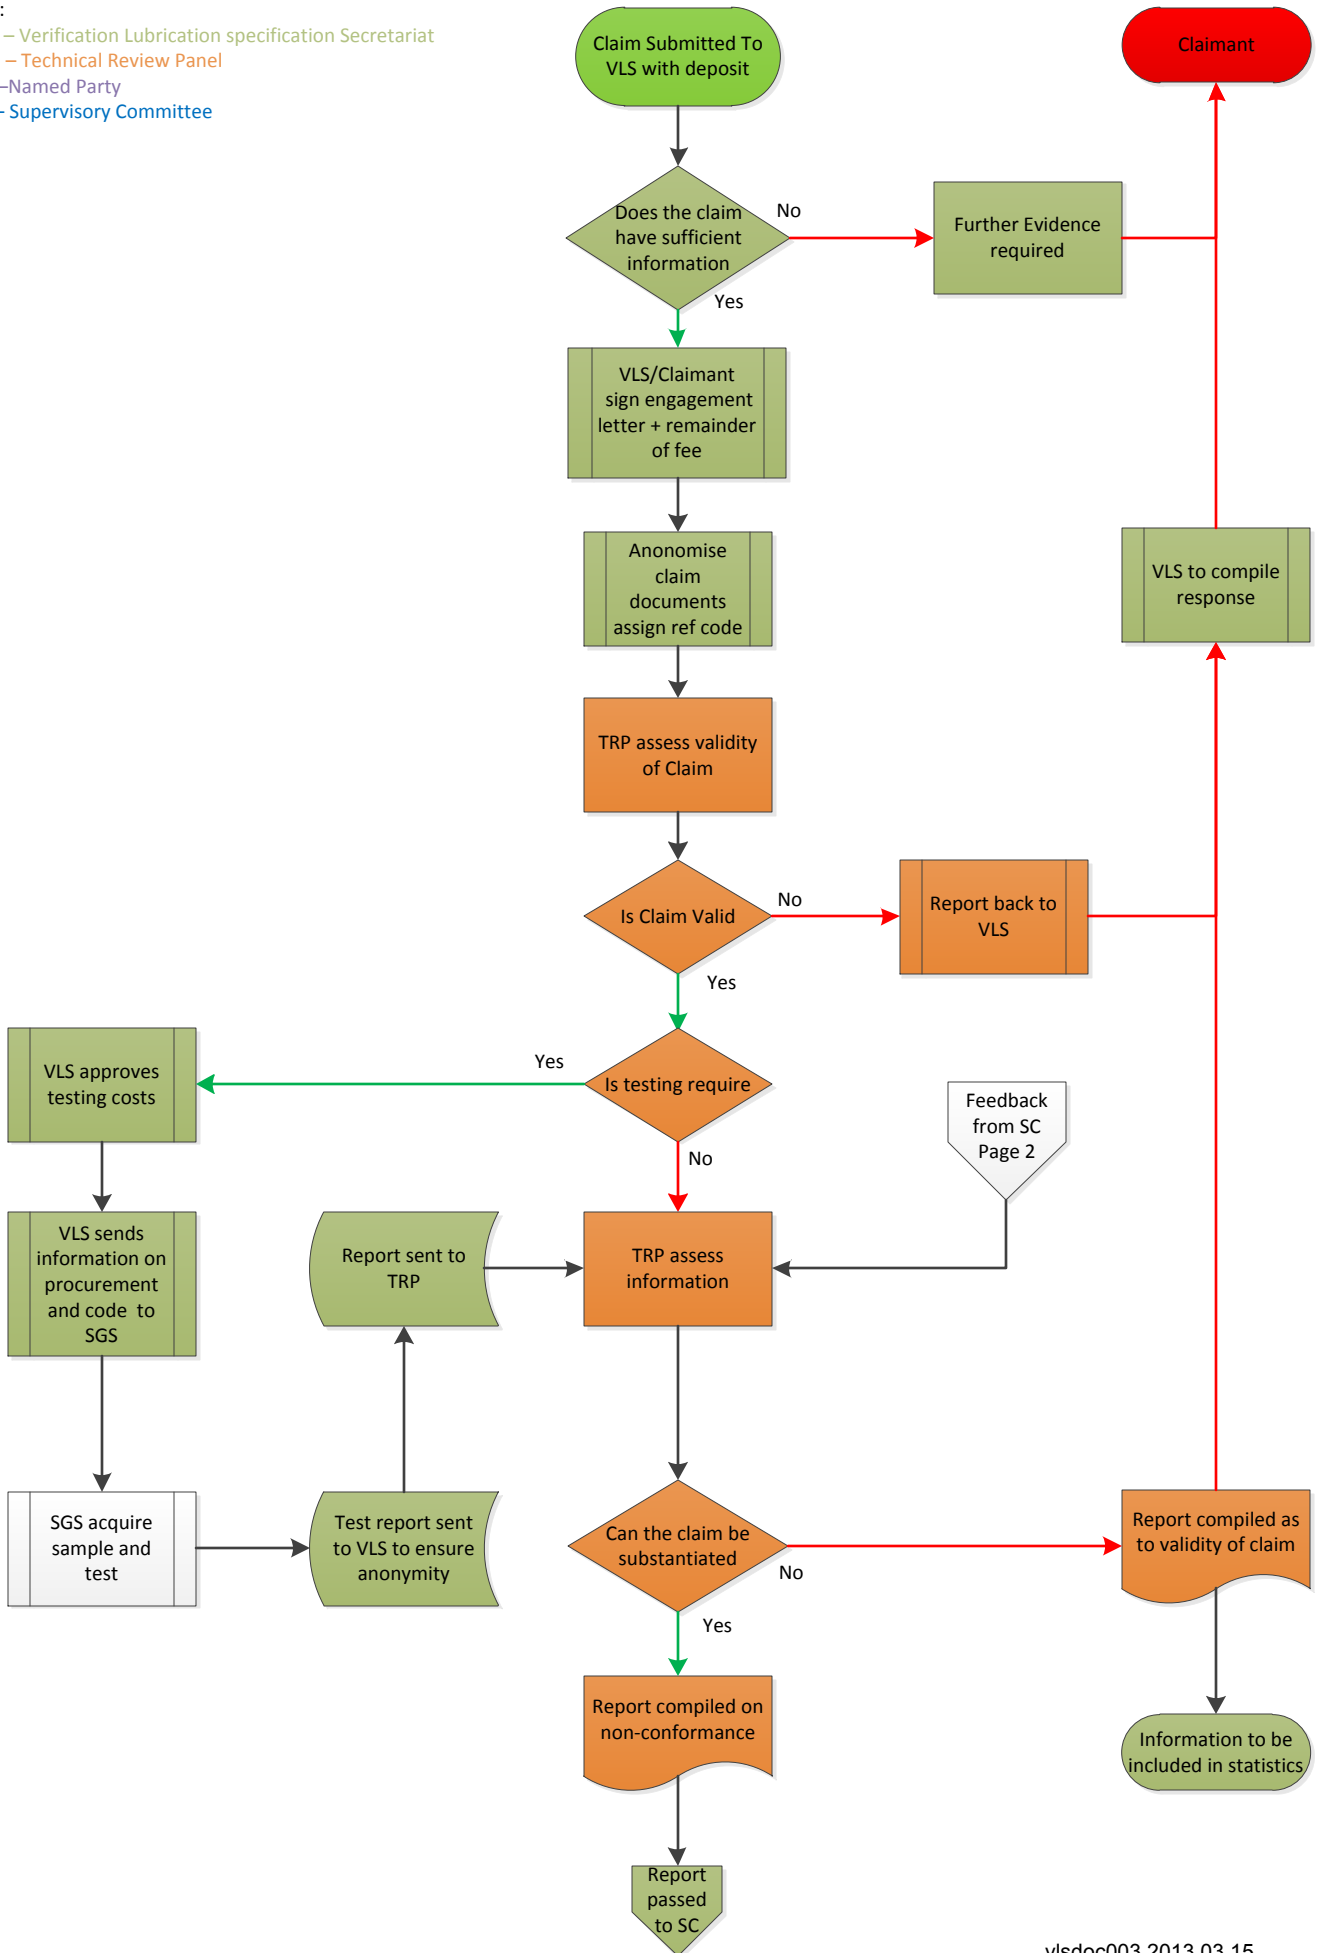 :
– Verification Lubrication specification Secretariat
– Technical Review Panel
–Named Party
- Supervisory Committee
Claim Submitted To
VLS with deposit
Claimant
Does the claim
have sufficient
information
No
Further Evidence
required
Yes
VLS/Claimant
sign engagement
letter + remainder
of fee
Anonomise
claim
documents
assign ref code
VLS to compile
response
TRP assess validity
of Claim
Is Claim Valid
No
Report back to
VLS
Yes
Is testing require
Yes
VLS approves
testing costs
No
Feedback
from SC
Page 2
VLS sends
information on
procurement
and code to
SGS
Report sent to
TRP
TRP assess
information
SGS acquire
sample and
test
Test report sent
to VLS to ensure
anonymity
Can the claim be
substantiated
No
Report compiled as
to validity of claim
Yes
Report compiled on
non-conformance
Information to be
included in statistics
Report
passed
to SC
vlsdoc003 2013 03 15